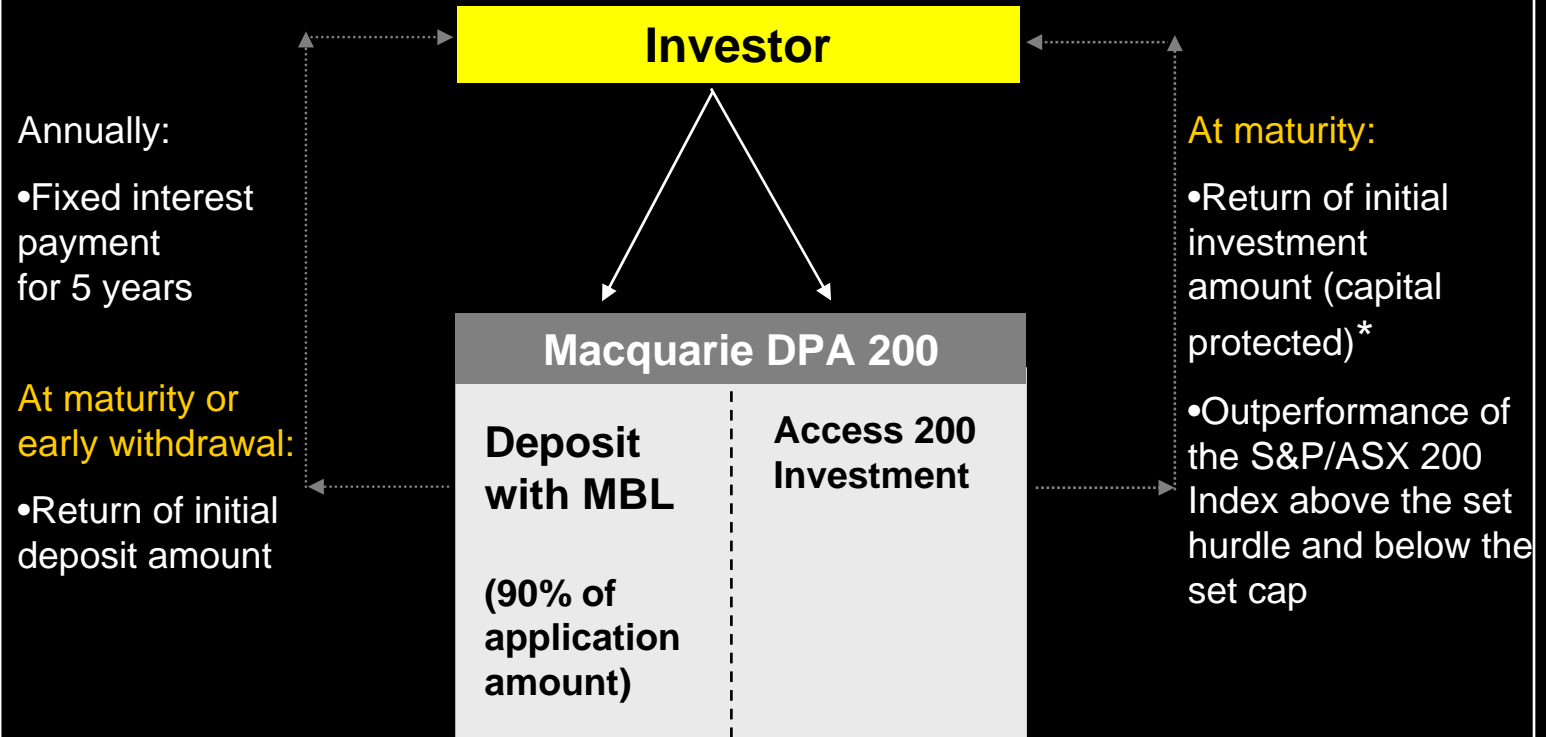 Investor
Annually:
•Fixed interest
payment
for 5 years
At maturity or
early withdrawal:
•Return of initial
deposit amount
Macquarie DPA 200
Deposit
with MBL
(90% of
application
amount)
Access 200
Investment
At maturity:
•Return of initial
investment
amount (capital
protected)*
•Outperformance of
the S&P/ASX 200
Index above the set
hurdle and below the
set cap